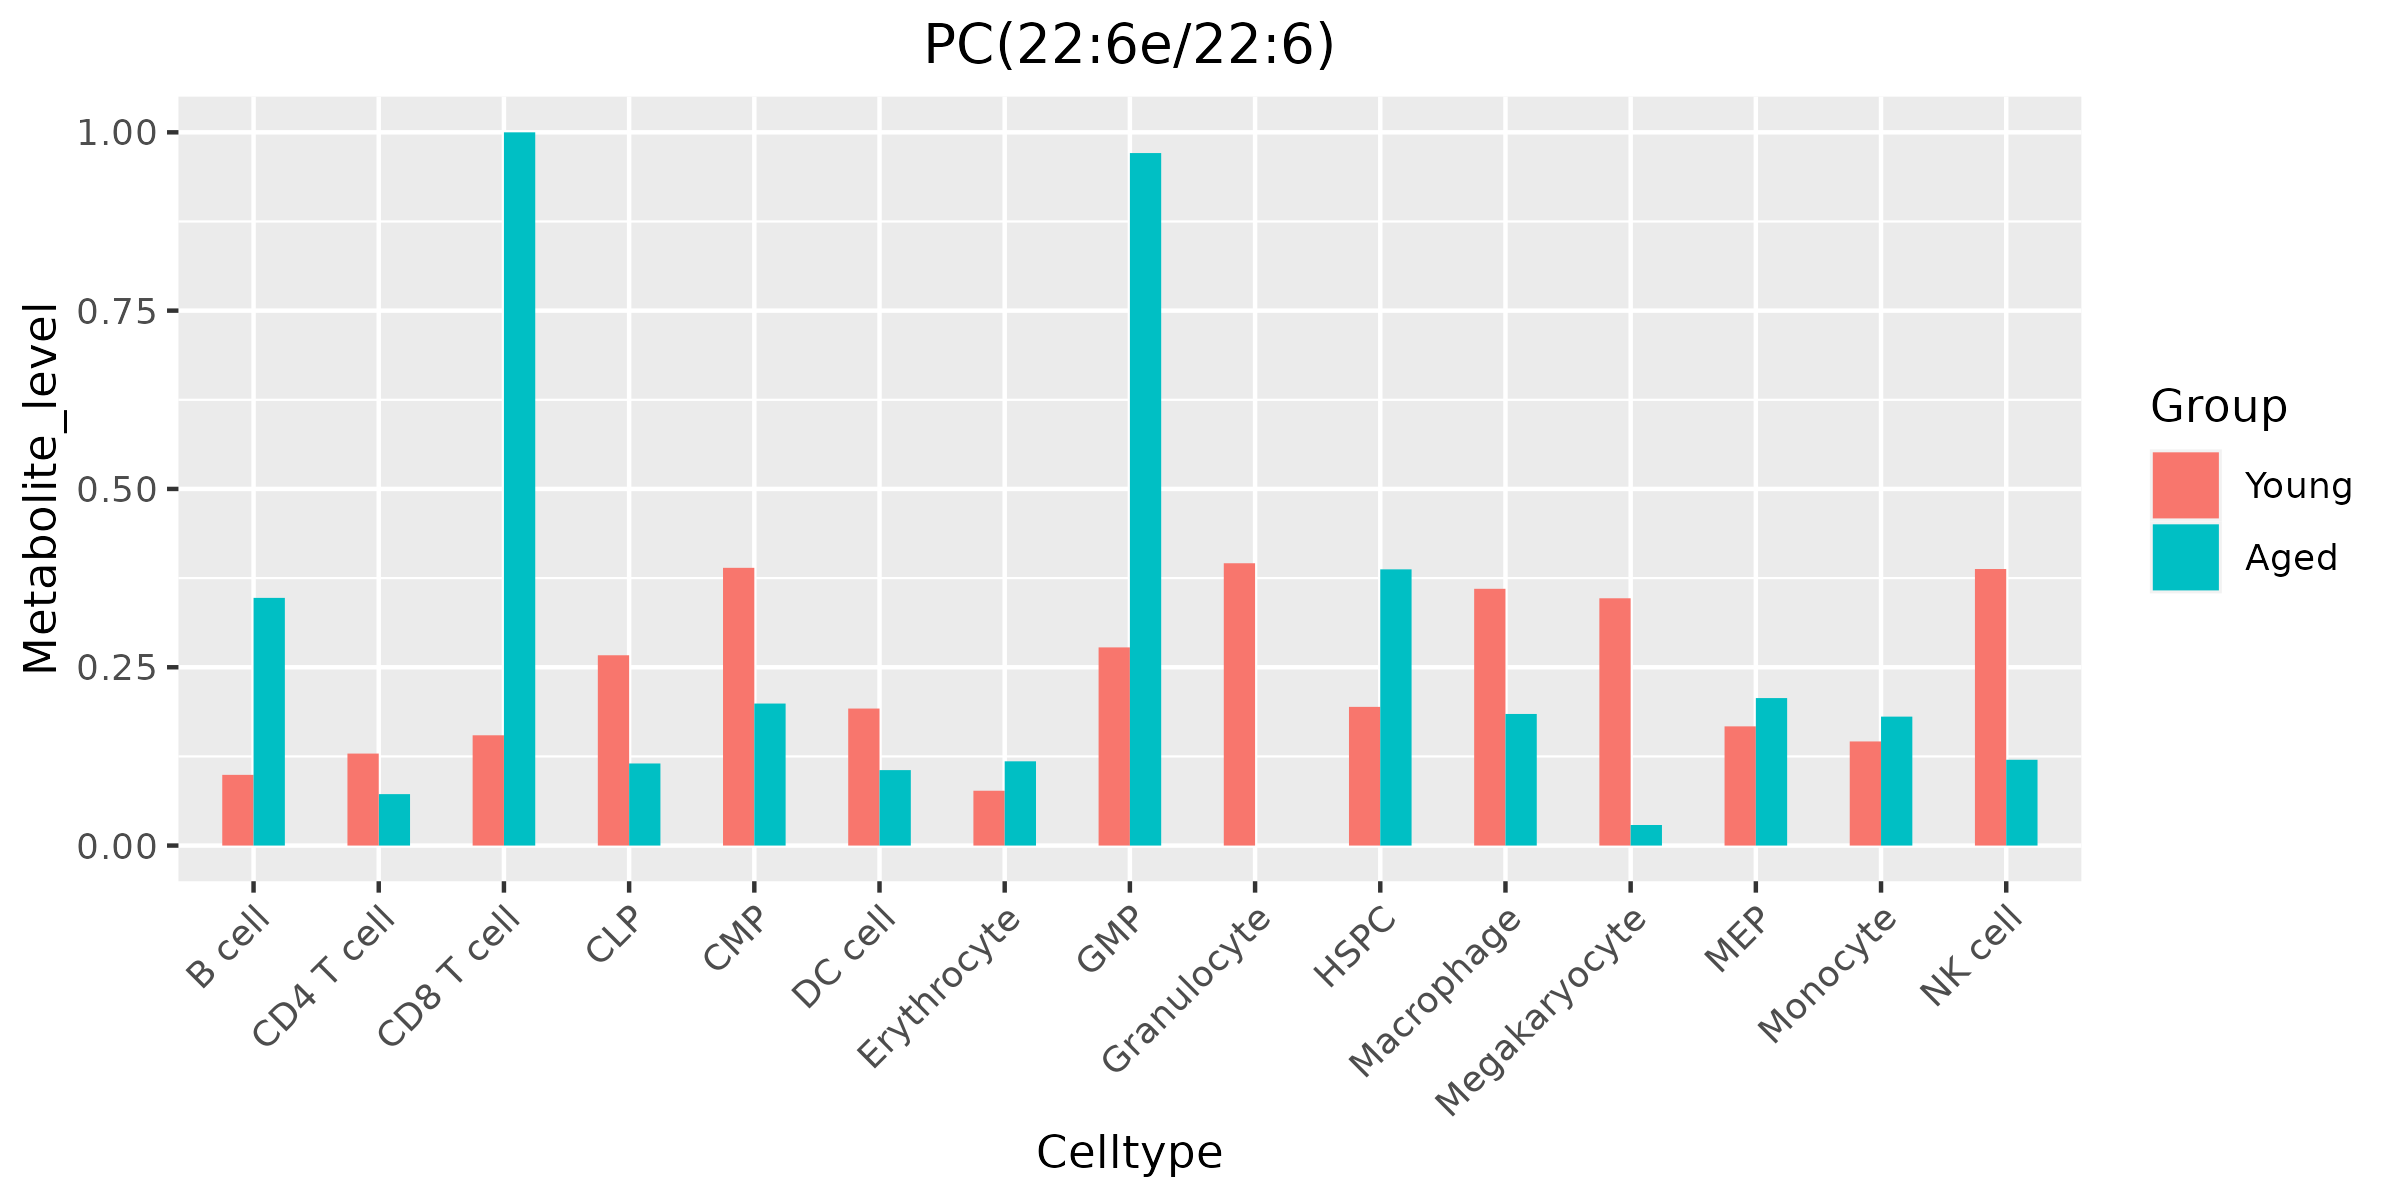 PC(22:6e/22:6)
Metabolite_level
1.00
0.75
0.50
0.25
0.00
B cell
CD4 T cell
CD8 T cell
CLP
CMP
DC cell
Erythrocyte
GMP
Granulocyte
HSPC
Macrophage
Megakaryocyte
MEP
Monocyte
NK cell
Celltype
Group
Young
Aged